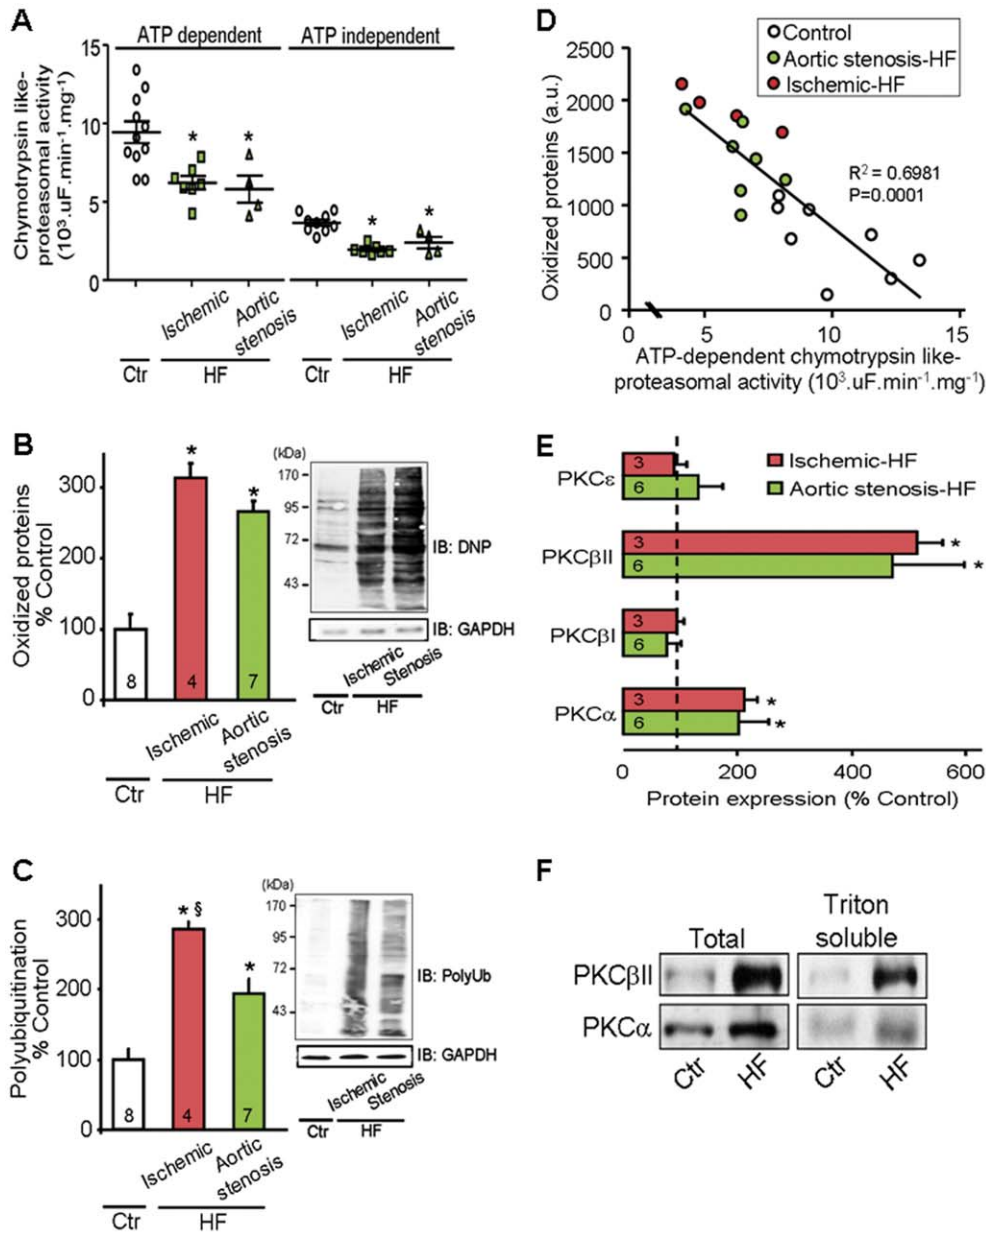 A
ATP dependent
ATP independent
Chymotrypsin like-
proteasomal activity
(10³.uF.min⁻¹.mg⁻¹)
15
10
5
0
*
*
*
*
Ischemic
Aortic
stenosis
Ischemic
Aortic
stenosis
Ctr
HF
Ctr
HF
D
Control
Aortic stenosis-HF
Ischemic-HF
Oxidized proteins (a.u.)
2500
2000
1500
1000
500
0
R² = 0.6981
P=0.0001
0
5
10
15
ATP-dependent chymotrypsin like-
proteasomal activity (10³.uF.min⁻¹.mg⁻¹)
B
Oxidized proteins
% Control
300
200
100
0
*
*
8
4
7
Ischemic
Aortic
stenosis
Ctr
HF
(kDa)
170
95
72
43
IB: DNP
IB: GAPDH
Ischemic
Stenosis
Ctr
HF
E
Ischemic-HF
Aortic stenosis-HF
PKCε
3
6
PKCβII
3
*
6
*
PKCβI
3
6
PKCα
3
*
6
*
0
200
400
600
Protein expression (% Control)
C
Polyubiquitination
% Control
300
200
100
0
* §
*
8
4
7
Ischemic
Aortic
stenosis
Ctr
HF
(kDa)
170
95
72
43
IB: PolyUb
IB: GAPDH
Ischemic
Stenosis
Ctr
HF
F
Total
Triton
soluble
PKCβII
PKCα
Ctr
HF
Ctr
HF